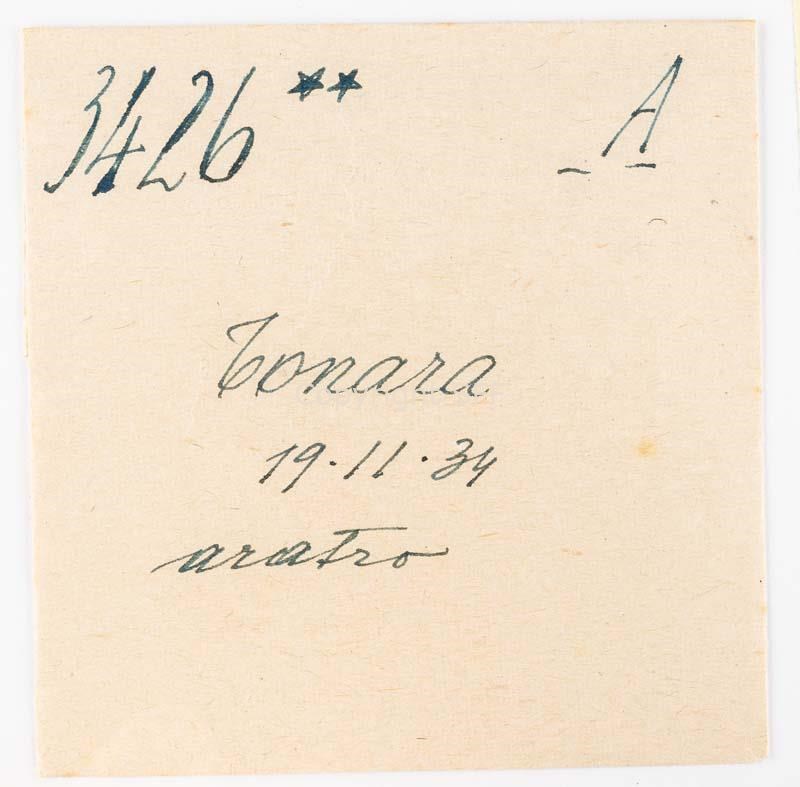 3426 ** A
Tonara
19.11.34
aratro